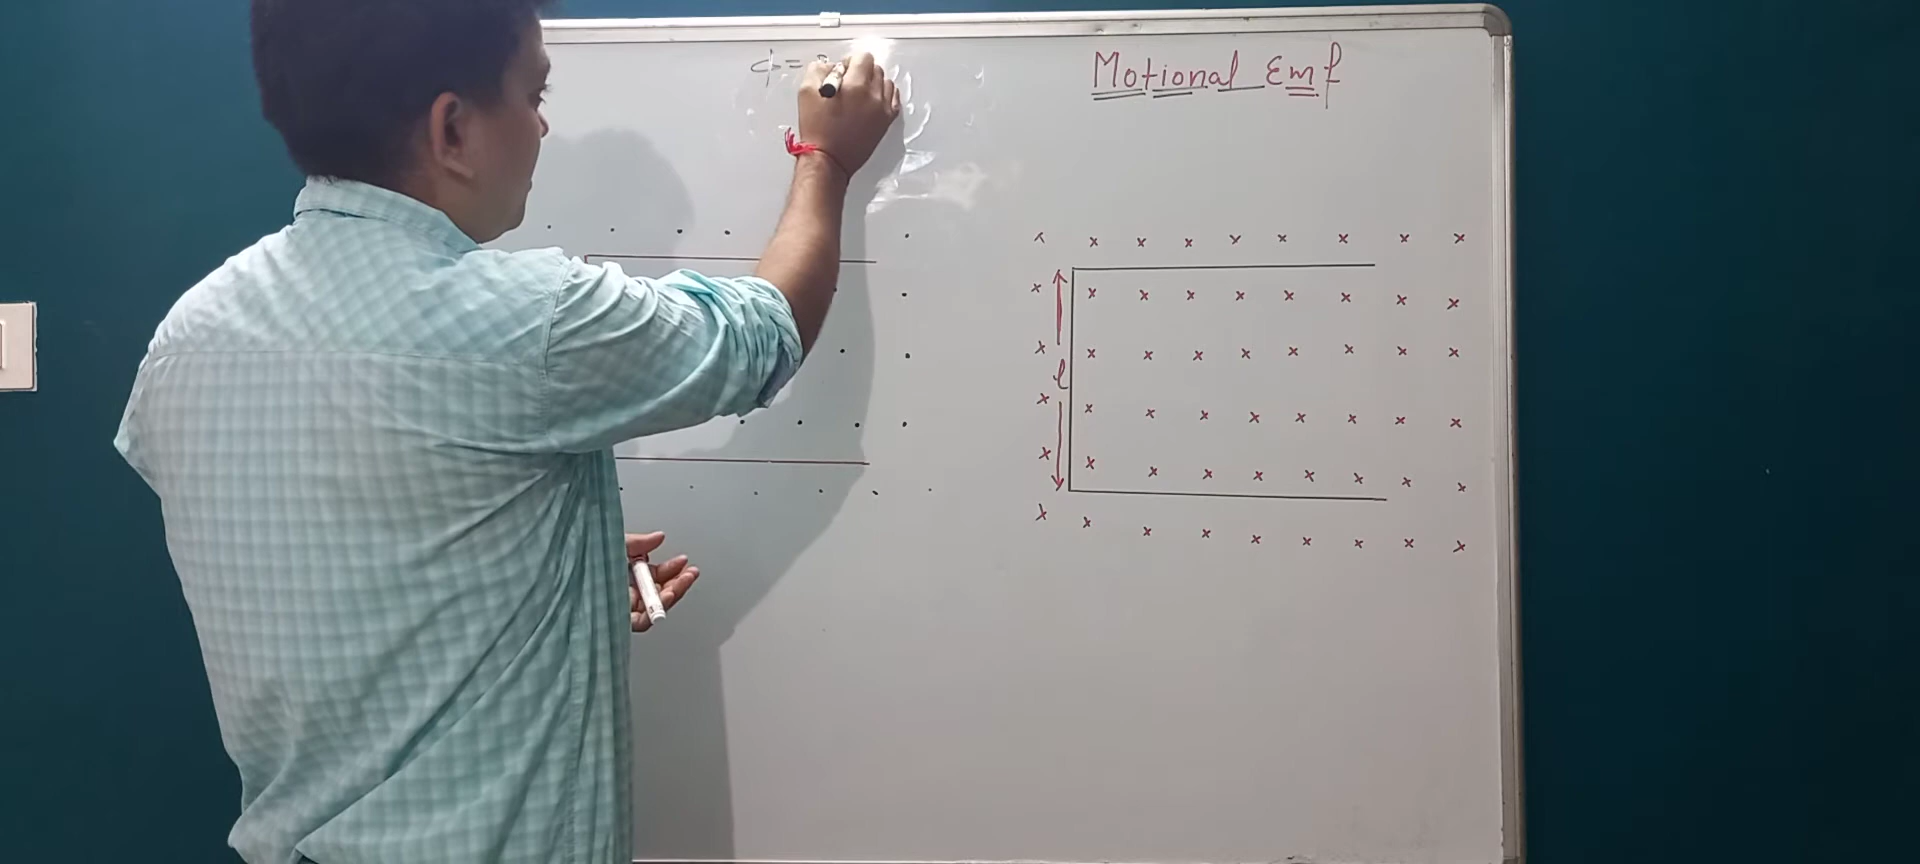 ϕ =
Motional Emf
l